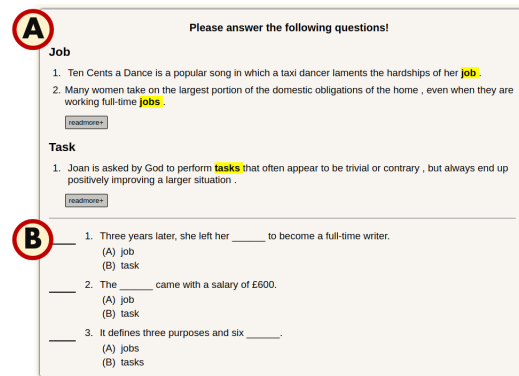 A
Please answer the following questions!
Job
1. Ten Cents a Dance is a popular song in which a taxi dancer laments the hardships of her job .
2. Many women take on the largest portion of the domestic obligations of the home , even when they are
working full-time jobs .
readmore+
Task
1. Joan is asked by God to perform tasks that often appear to be trivial or contrary , but always end up
positively improving a larger situation .
readmore+
B
_____ 1. Three years later, she left her ______ to become a full-time writer.
(A) job
(B) task
_____ 2. The ______ came with a salary of £600.
(A) job
(B) task
_____ 3. It defines three purposes and six ______.
(A) jobs
(B) tasks